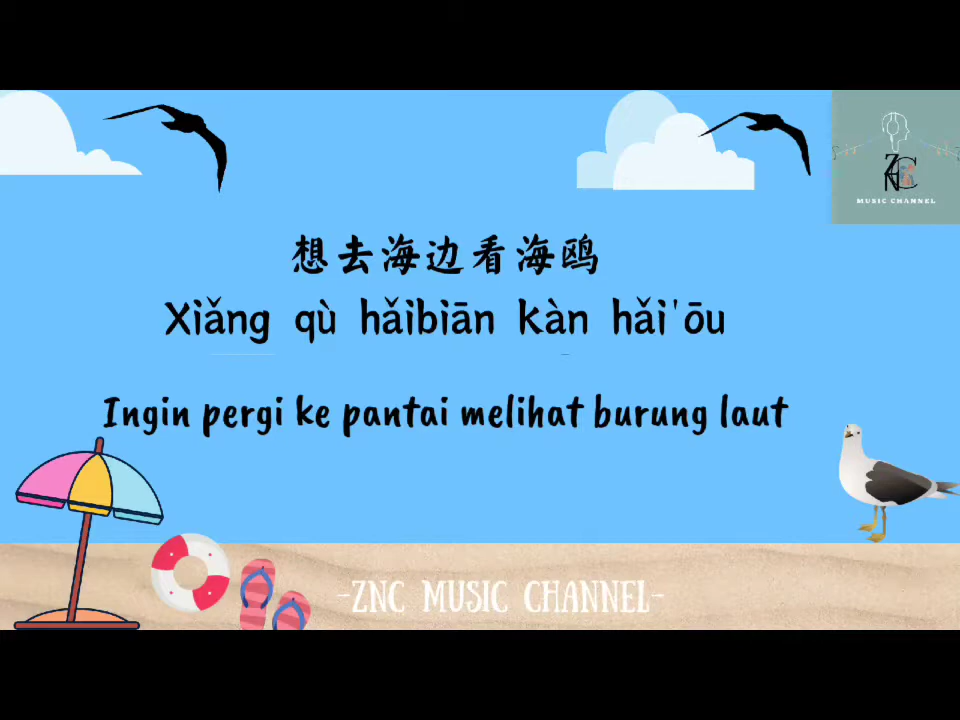 ZNC
MUSIC CHANNEL
想去海边看海鸥
Xiǎng qù hǎibiān kàn hǎi'ōu
Ingin pergi ke pantai melihat burung laut
-ZNC MUSIC CHANNEL-